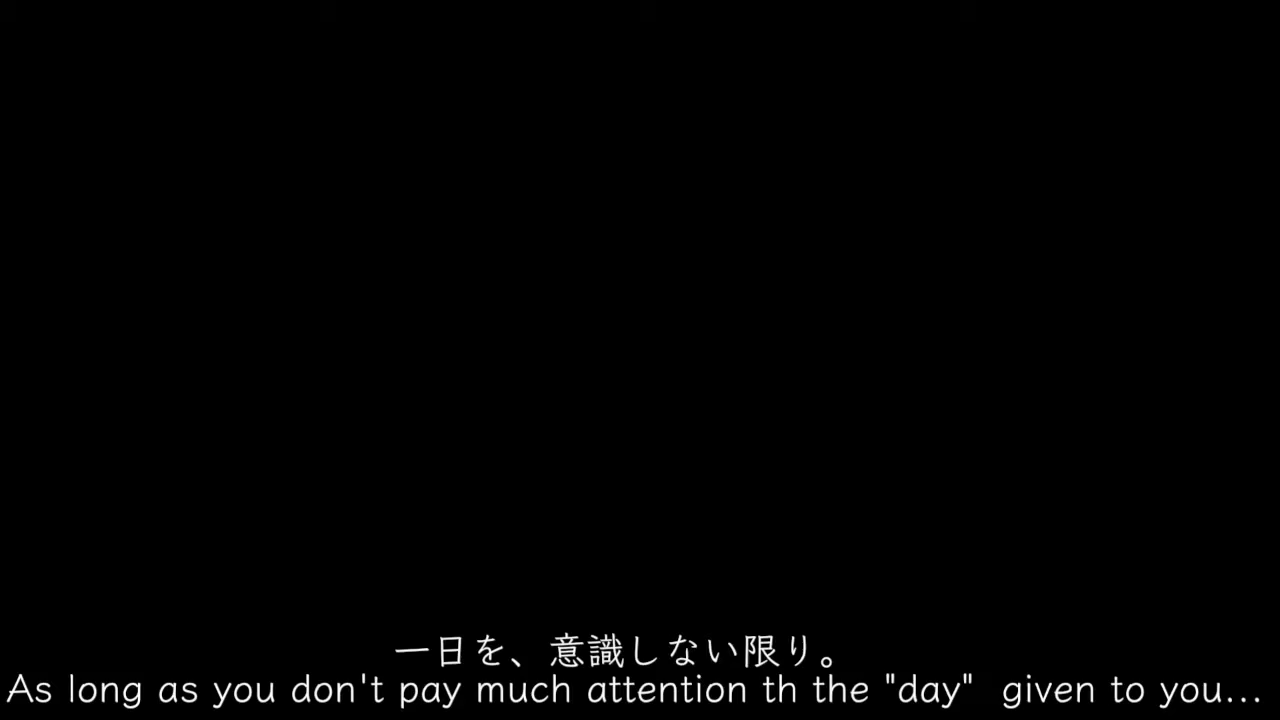 一日を、意識しない限り。
As long as you don't pay much attention th the "day"  given to you...